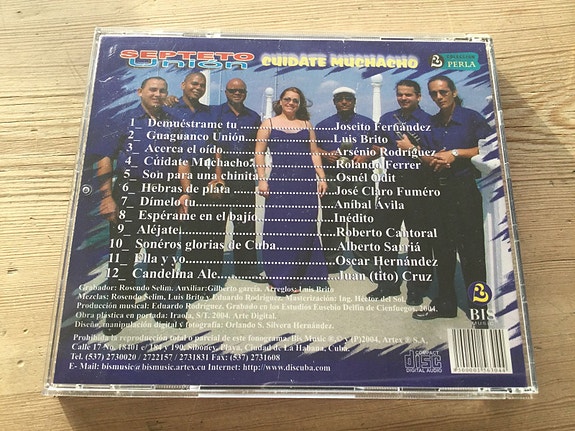 SEPTETO
Unión
CUIDATE MUCHACHO
COLECCION
PERLA
1_ Demuéstrame tu ..........................Joseito Fernández
2_ Guaguanco Unión.........................Luis Brito
3_ Acerca el oído..............................Arsénio Rodríguez
4_ Cúidate Muchacho2......................Rolando Ferrer
5_ Son para una chinita.....................Osnél Odit
6_ Hebras de plata ...........................José Claro Fuméro
7_ Dímelo tu....................................Aníbal Ávila
8_ Espérame en el bajío....................Inédito
9_ Aléjate........................................Roberto Cantoral
10_ Sonéros glorias de Cuba..............Alberto Sarriá
11_ Ella y yo....................................Oscar Hernández
12_ Candelina Ale.............................Juan (tito) Cruz
Grabador: Rosendo Selim. Auxiliar:Gilberto garcía. Arreglos: Luis Brito
Mezclas: Rosendo Selim, Luis Brito y Eduardo Rodríguez. Masterización: Ing. Héctor del Sol.
Producción musical: Eduardo Rodríguez. Grabado en los Estudios Eusebio Delfín de Cienfuegos. 2004.
Obra plástica en portada: Iraola, S/T. 2004. Arte Digital.
Diseño, manipulación digital y fotografía: Orlando S. Silvera Hernández.
Prohibida la reproducción total o parcial de este fonograma: Bis Music ® © y (P)2004. Artex ® S.A.
Calle 17 No. 18401 e/ 184 y 190. Siboney, Playa. Ciudad de La Habana, Cuba.
Tel. (537) 2730020 / 2722157 / 2731831 Fax: (537) 2731608
E- Mail: bismusic@bismusic.artex.cu Internet: http://www.discuba.com
BIS
MUSIC
COMPACT
disc
DIGITAL AUDIO